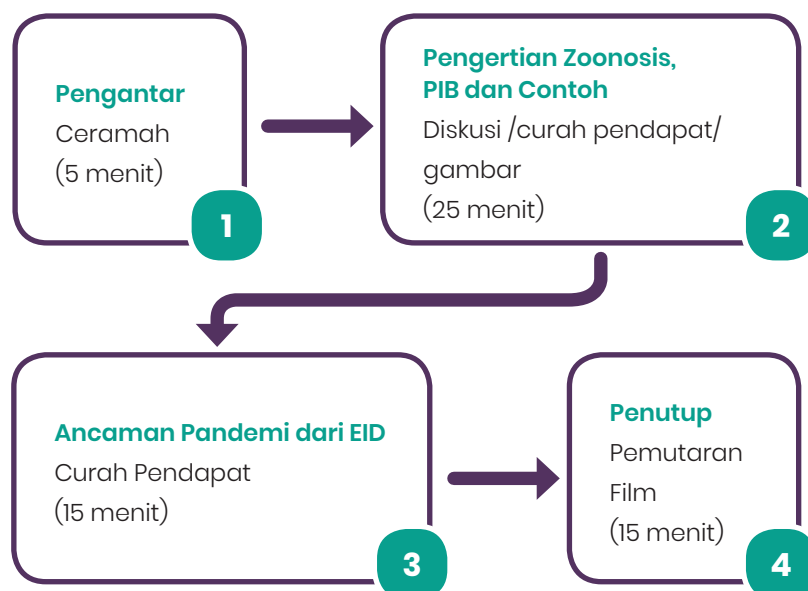 Pengantar
Ceramah
(5 menit)
1
Pengertian Zoonosis,
PIB dan Contoh
Diskusi /curah pendapat/
gambar
(25 menit)
2
Ancaman Pandemi dari EID
Curah Pendapat
(15 menit)
3
Penutup
Pemutaran
Film
(15 menit)
4